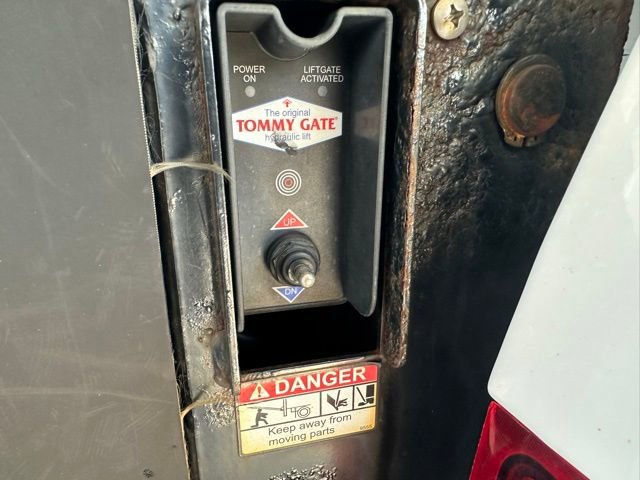 POWER ON
LIFTGATE ACTIVATED
The original
TOMMY GATE
hydraulic lift
UP
DN
DANGER
Keep away from
moving parts